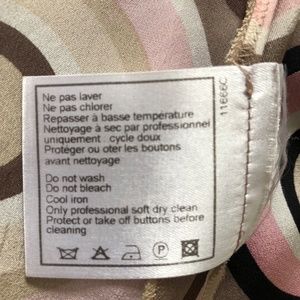 Ne pas laver
Ne pas chlorer
Repasser à basse température
Nettoyage à sec par professionnel
uniquement : cycle doux
Protéger ou oter les boutons
avant nettoyage
Do not wash
Do not bleach
Cool iron
Only professional soft dry clean
Protect or take off buttons before
cleaning
P
11666C